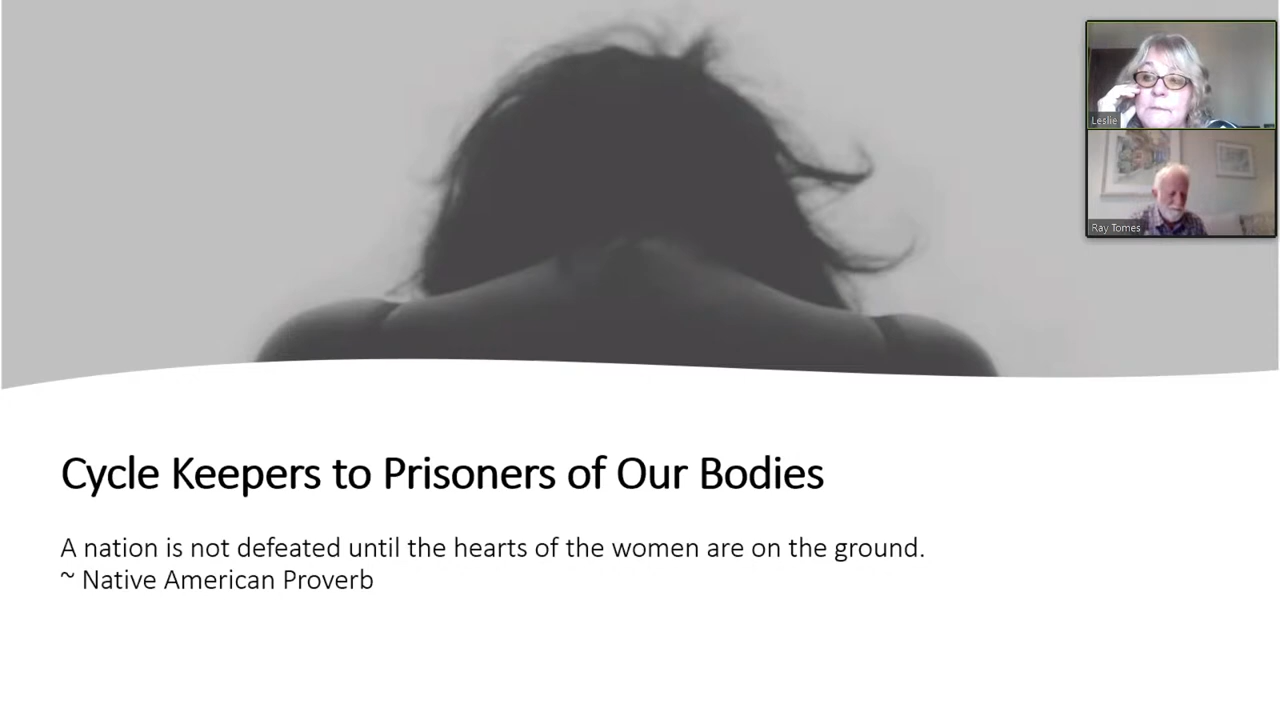 Leslie
Ray Tomes
Cycle Keepers to Prisoners of Our Bodies
A nation is not defeated until the hearts of the women are on the ground.
~ Native American Proverb